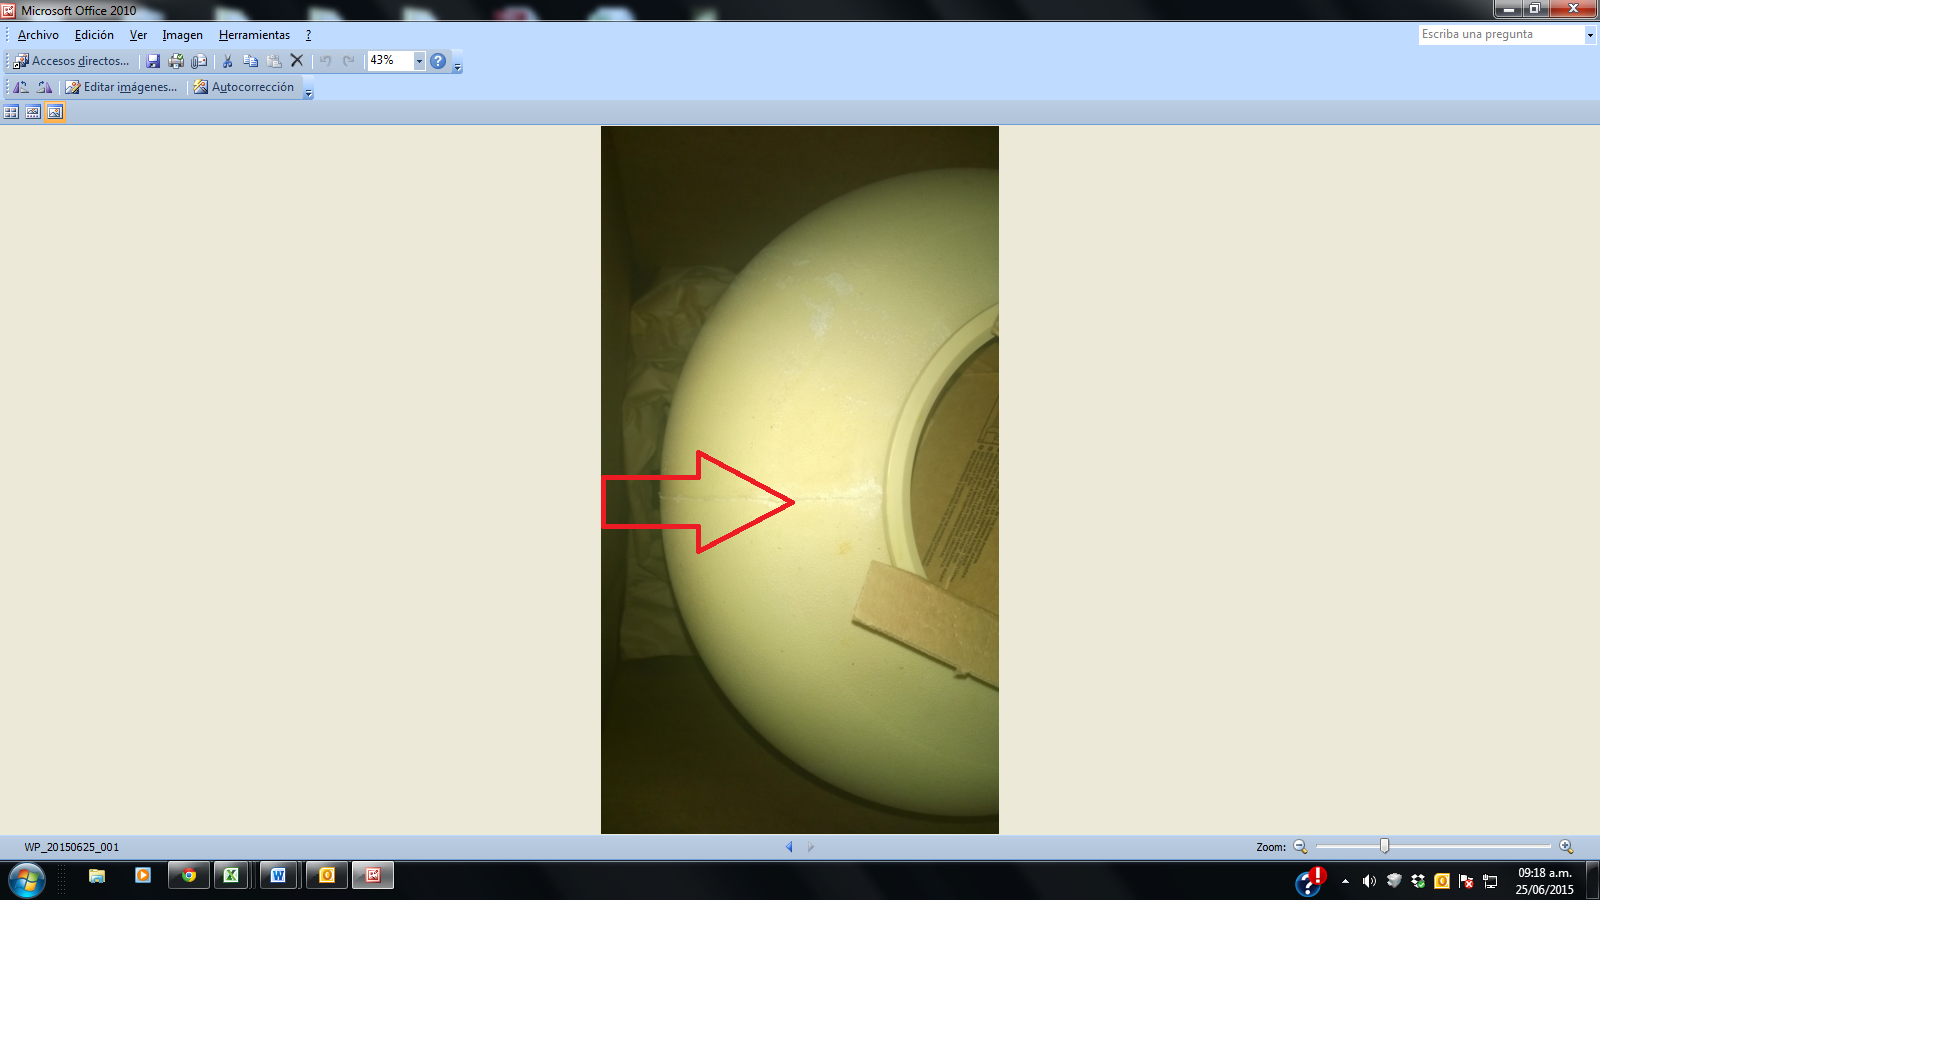 Microsoft Office 2010
Archivo Edición Ver Imagen Herramientas ?
Escriba una pregunta
Accesos directos... 43%
Editar imágenes... Autocorrección
WP_20150625_001
Zoom:
09:18 a.m.
25/06/2015